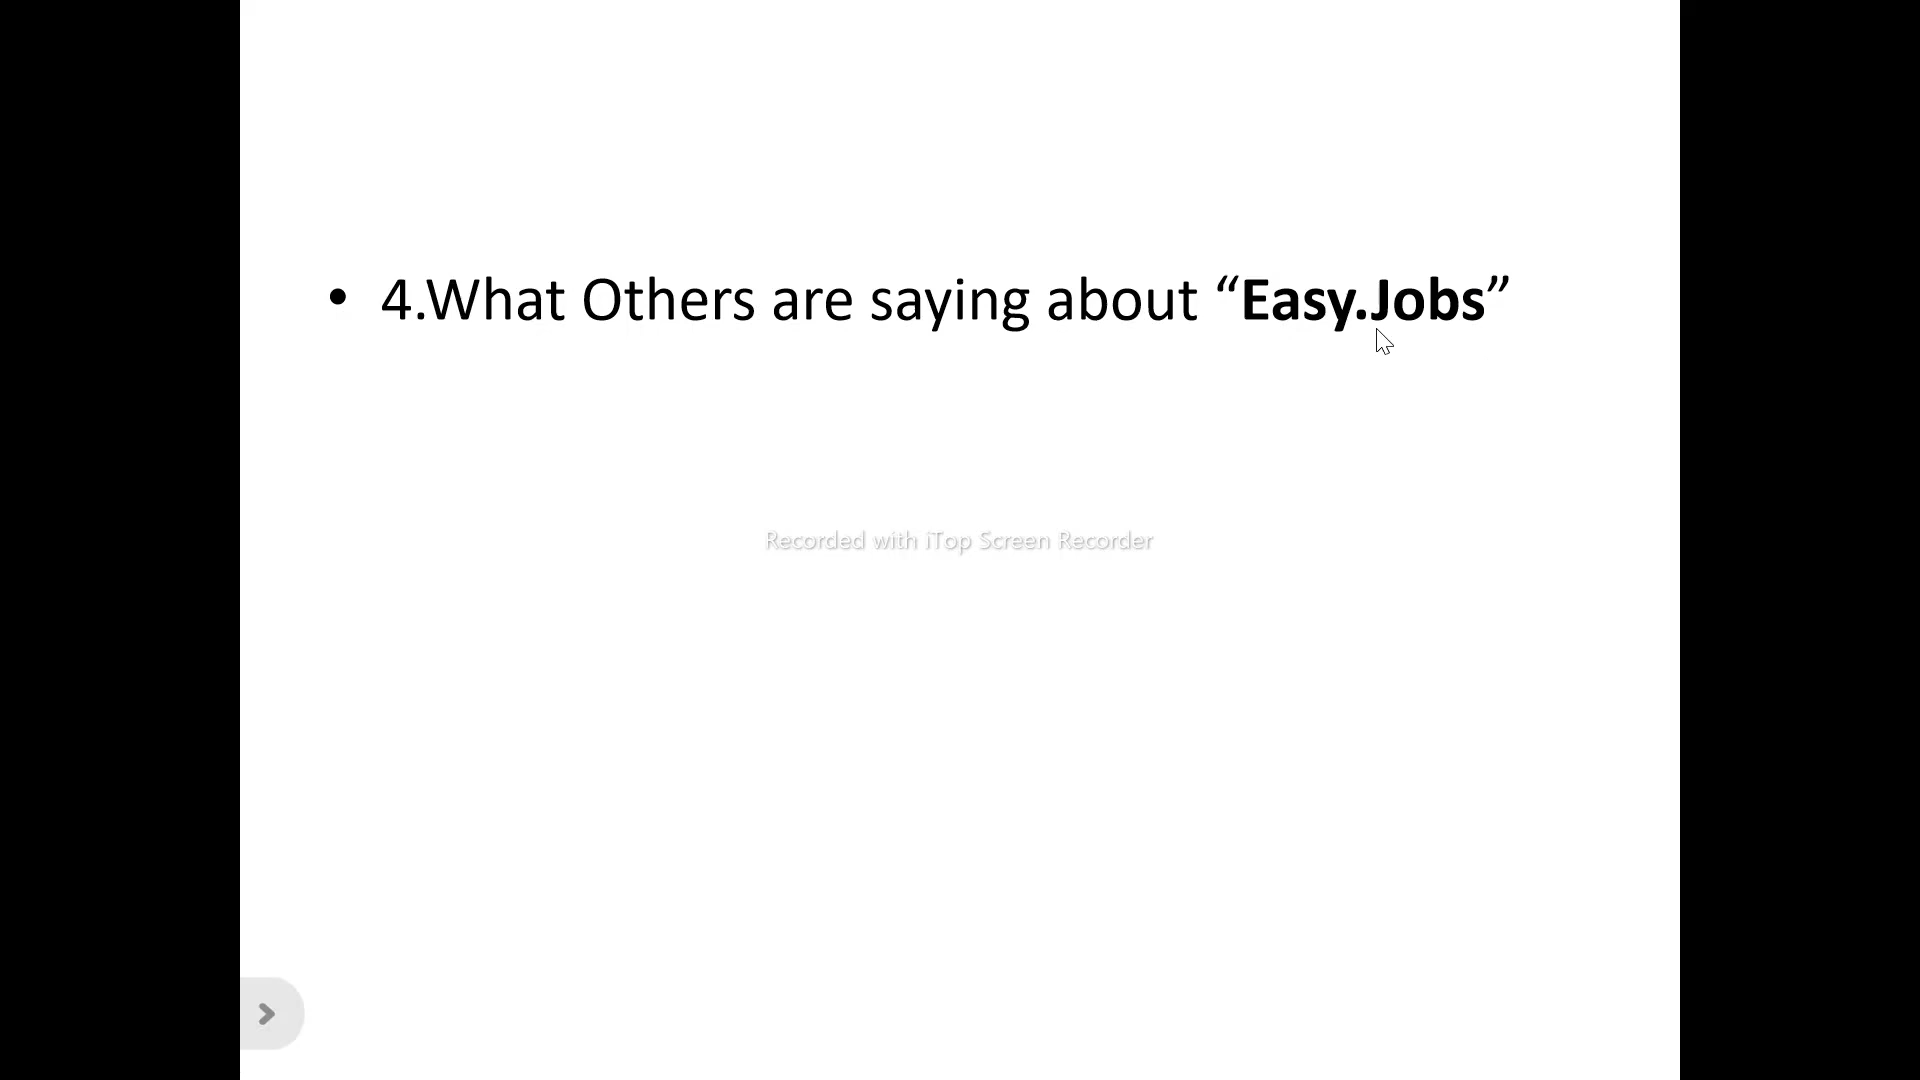 • 4.What Others are saying about “Easy.Jobs”
Recorded with iTop Screen Recorder